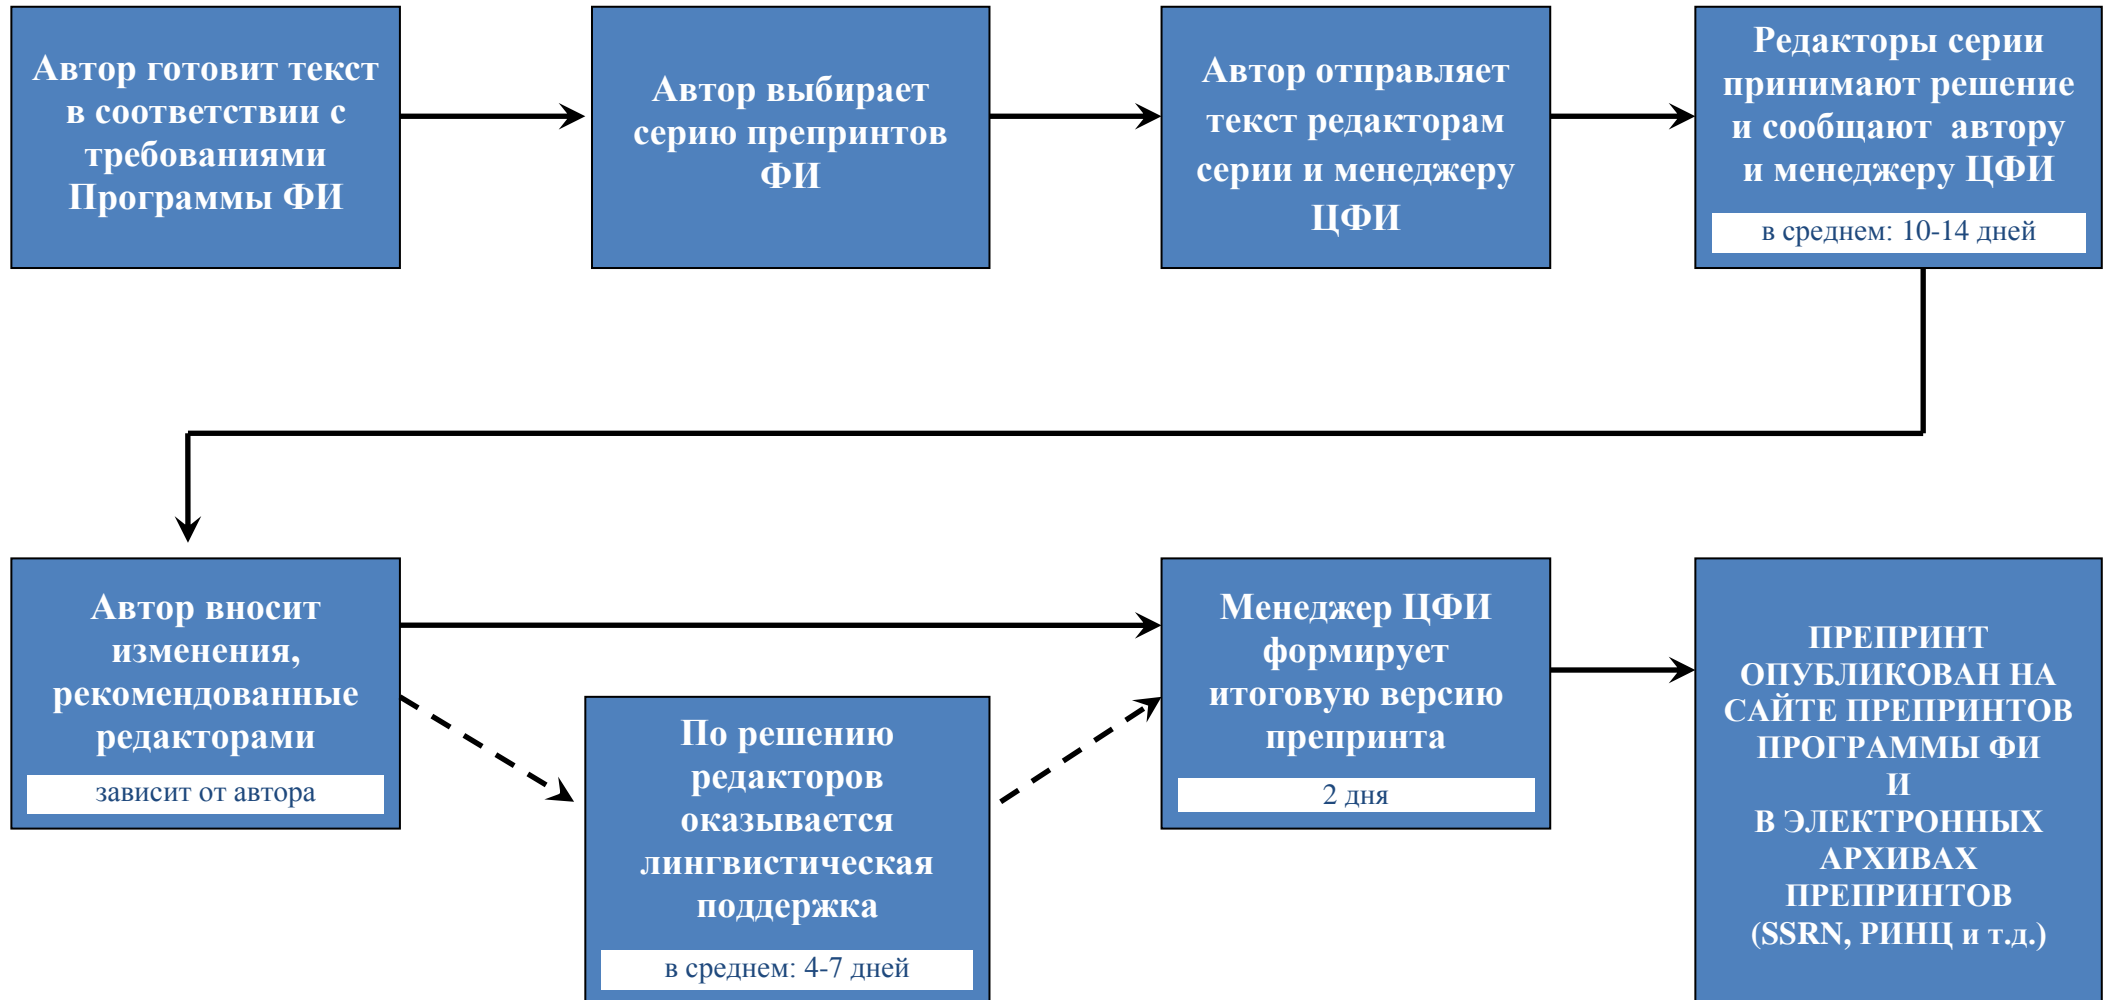 Автор готовит текст
в соответствии с
требованиями
Программы ФИ
Автор выбирает
серию препринтов
ФИ
Автор отправляет
текст редакторам
серии и менеджеру
ЦФИ
Редакторы серии
принимают решение
и сообщают автору
и менеджеру ЦФИ
в среднем: 10-14 дней
Автор вносит
изменения,
рекомендованные
редакторами
зависит от автора
По решению
редакторов
оказывается
лингвистическая
поддержка
в среднем: 4-7 дней
Менеджер ЦФИ
формирует
итоговую версию
препринта
2 дня
ПРЕПРИНТ
ОПУБЛИКОВАН НА
САЙТЕ ПРЕПРИНТОВ
ПРОГРАММЫ ФИ
И
В ЭЛЕКТРОННЫХ
АРХИВАХ
ПРЕПРИНТОВ
(SSRN, РИНЦ и т.д.)